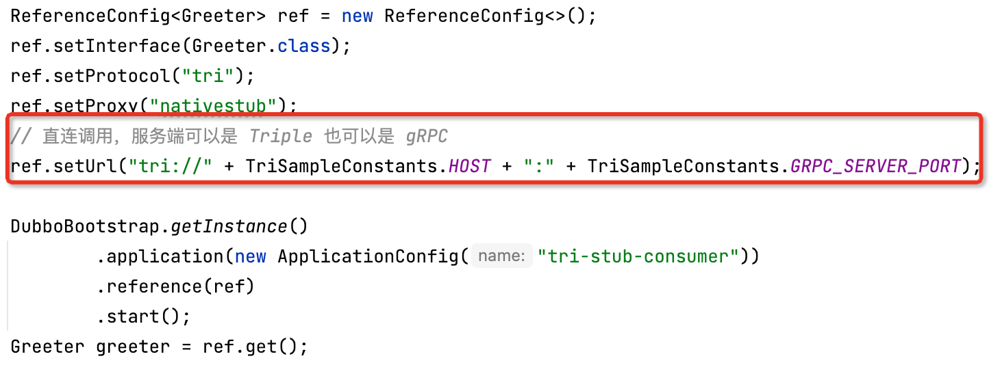 ReferenceConfig<Greeter> ref = new ReferenceConfig<>();
ref.setInterface(Greeter.class);
ref.setProtocol("tri");
ref.setProxy("nativestub");
// 直连调用，服务端可以是 Triple 也可以是 gRPC
ref.setUrl("tri://" + TriSampleConstants.HOST + ":" + TriSampleConstants.GRPC_SERVER_PORT);
DubboBootstrap.getInstance()
.application(new ApplicationConfig( name: "tri-stub-consumer"))
.reference(ref)
.start();
Greeter greeter = ref.get();